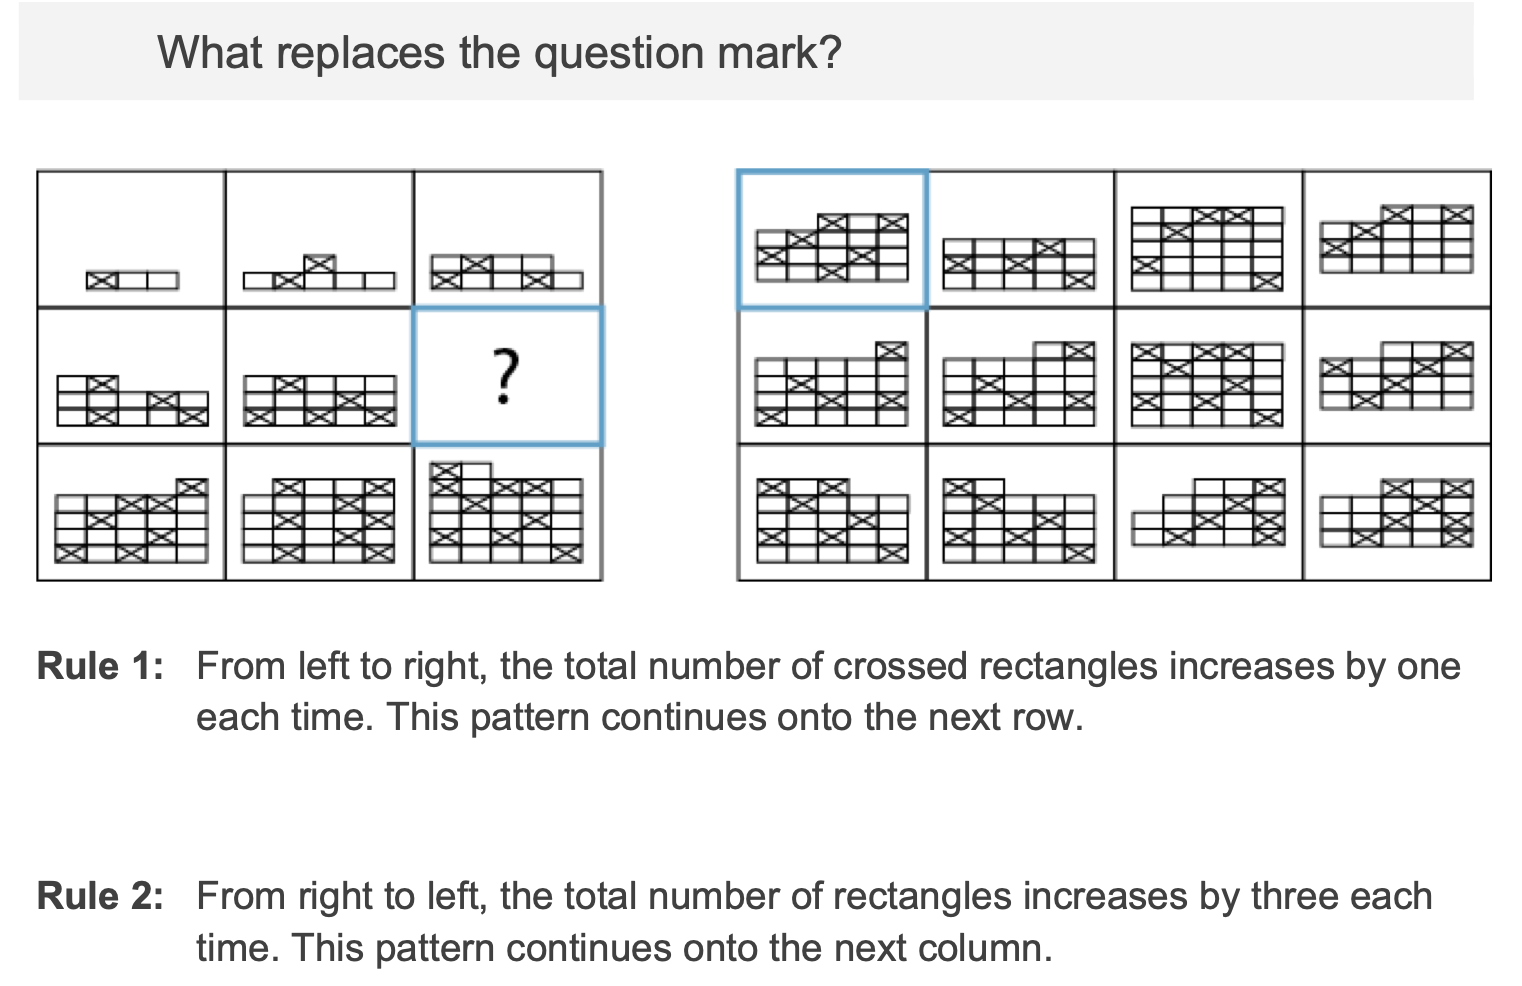 What replaces the question mark?
?
Rule 1: From left to right, the total number of crossed rectangles increases by one
each time. This pattern continues onto the next row.
Rule 2: From right to left, the total number of rectangles increases by three each
time. This pattern continues onto the next column.